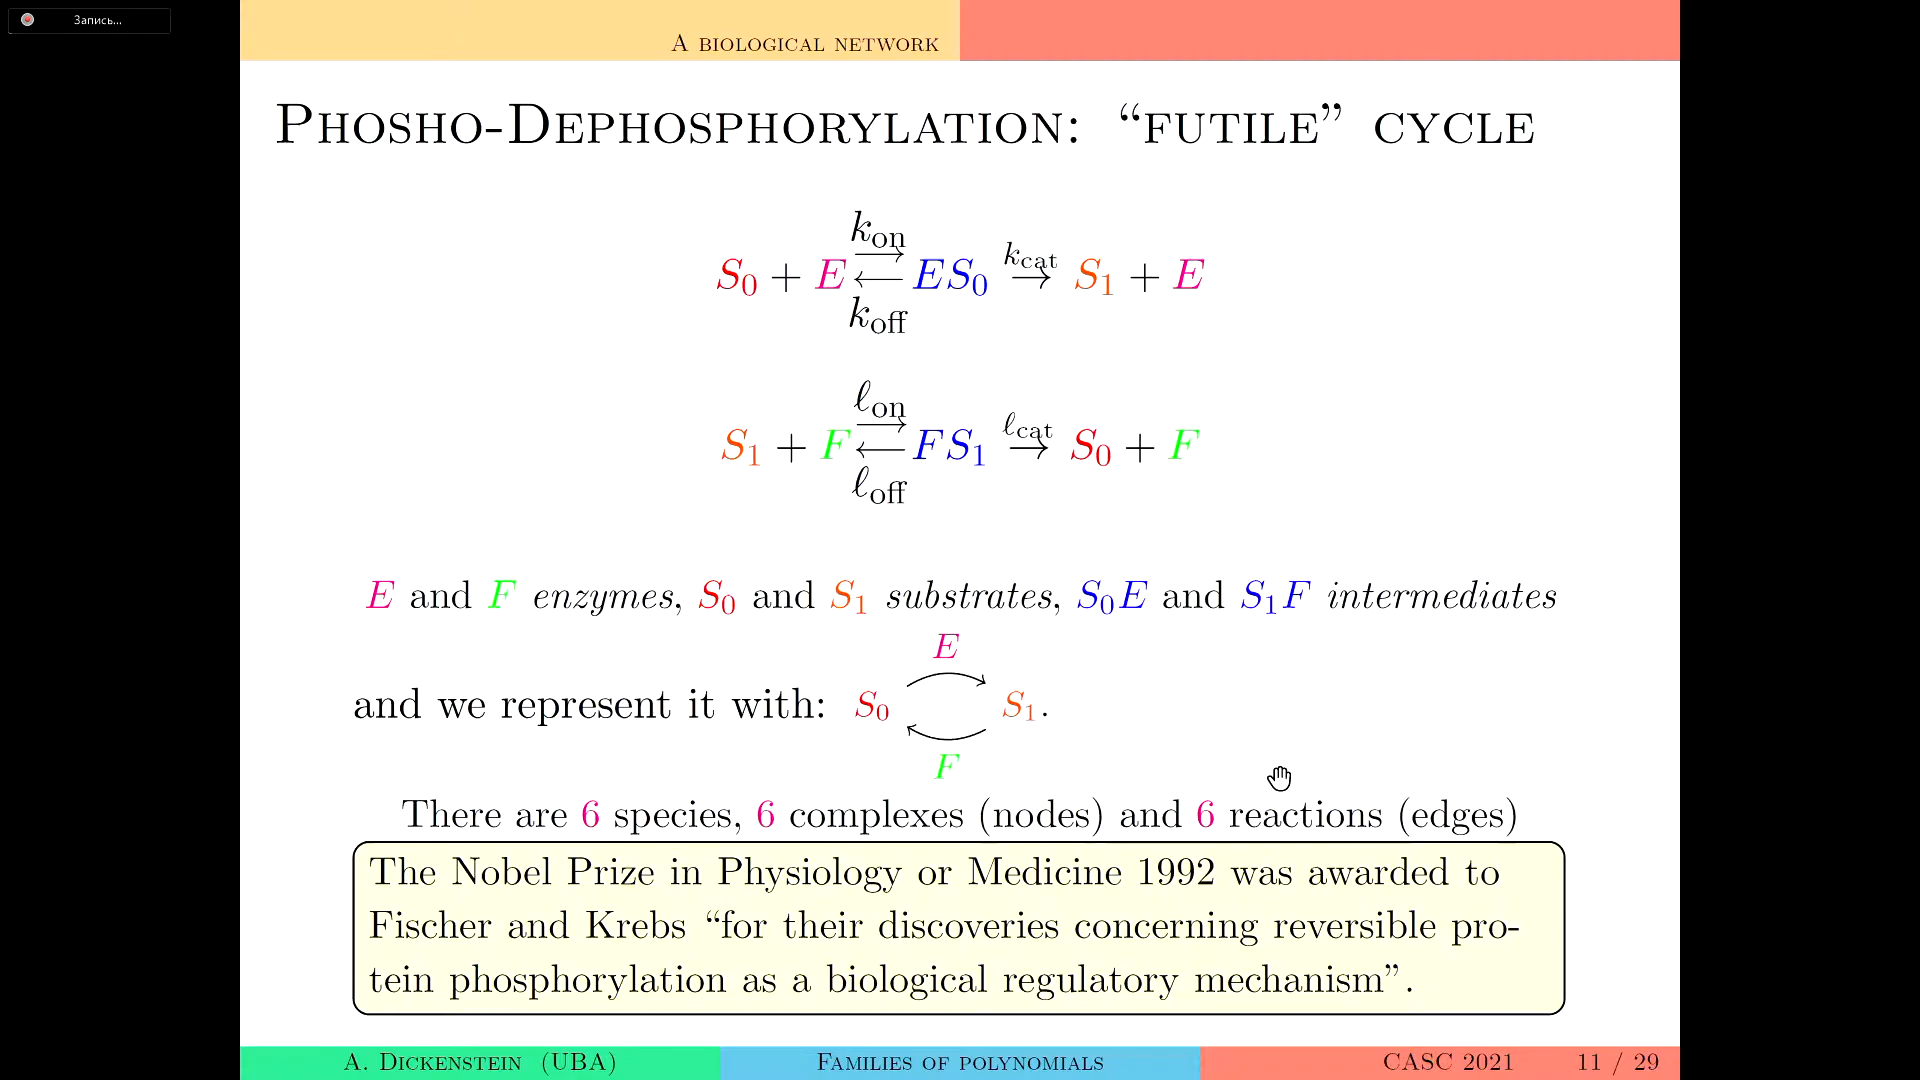 Запись...
A BIOLOGICAL NETWORK
PHOSHO-DEPHOSPHORYLATION: “FUTILE” CYCLE
k_on
S_0 + E ⇄ ES_0 →^{k_cat} S_1 + E
k_off
ℓ_on
S_1 + F ⇄ FS_1 →^{ℓ_cat} S_0 + F
ℓ_off
E and F enzymes, S_0 and S_1 substrates, S_0E and S_1F intermediates
E
and we represent it with: S_0 S_1.
F
There are 6 species, 6 complexes (nodes) and 6 reactions (edges)
The Nobel Prize in Physiology or Medicine 1992 was awarded to
Fischer and Krebs “for their discoveries concerning reversible pro-
tein phosphorylation as a biological regulatory mechanism”.
A. DICKENSTEIN (UBA) FAMILIES OF POLYNOMIALS CASC 2021 11 / 29